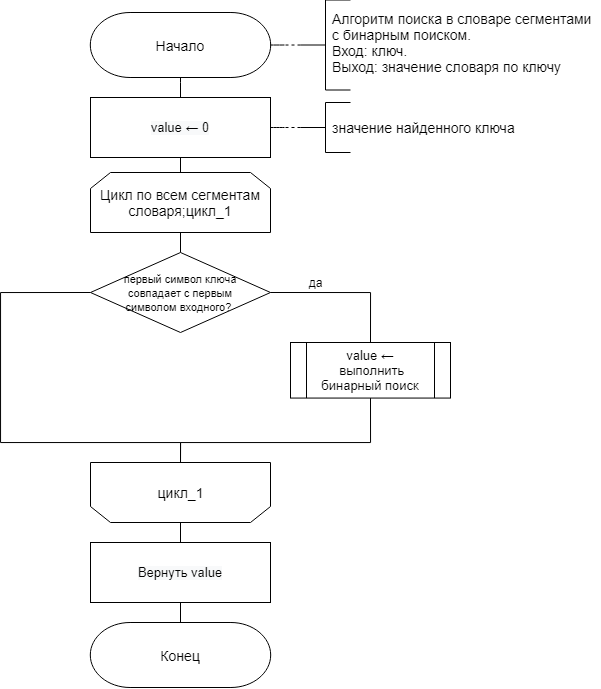 Начало
Алгоритм поиска в словаре сегментами
с бинарным поиском.
Вход: ключ.
Выход: значение словаря по ключу
value ← 0
значение найденного ключа
Цикл по всем сегментам
словаря;цикл_1
первый символ ключа
совпадает с первым
символом входного?
да
value ←
выполнить
бинарный поиск
цикл_1
Вернуть value
Конец